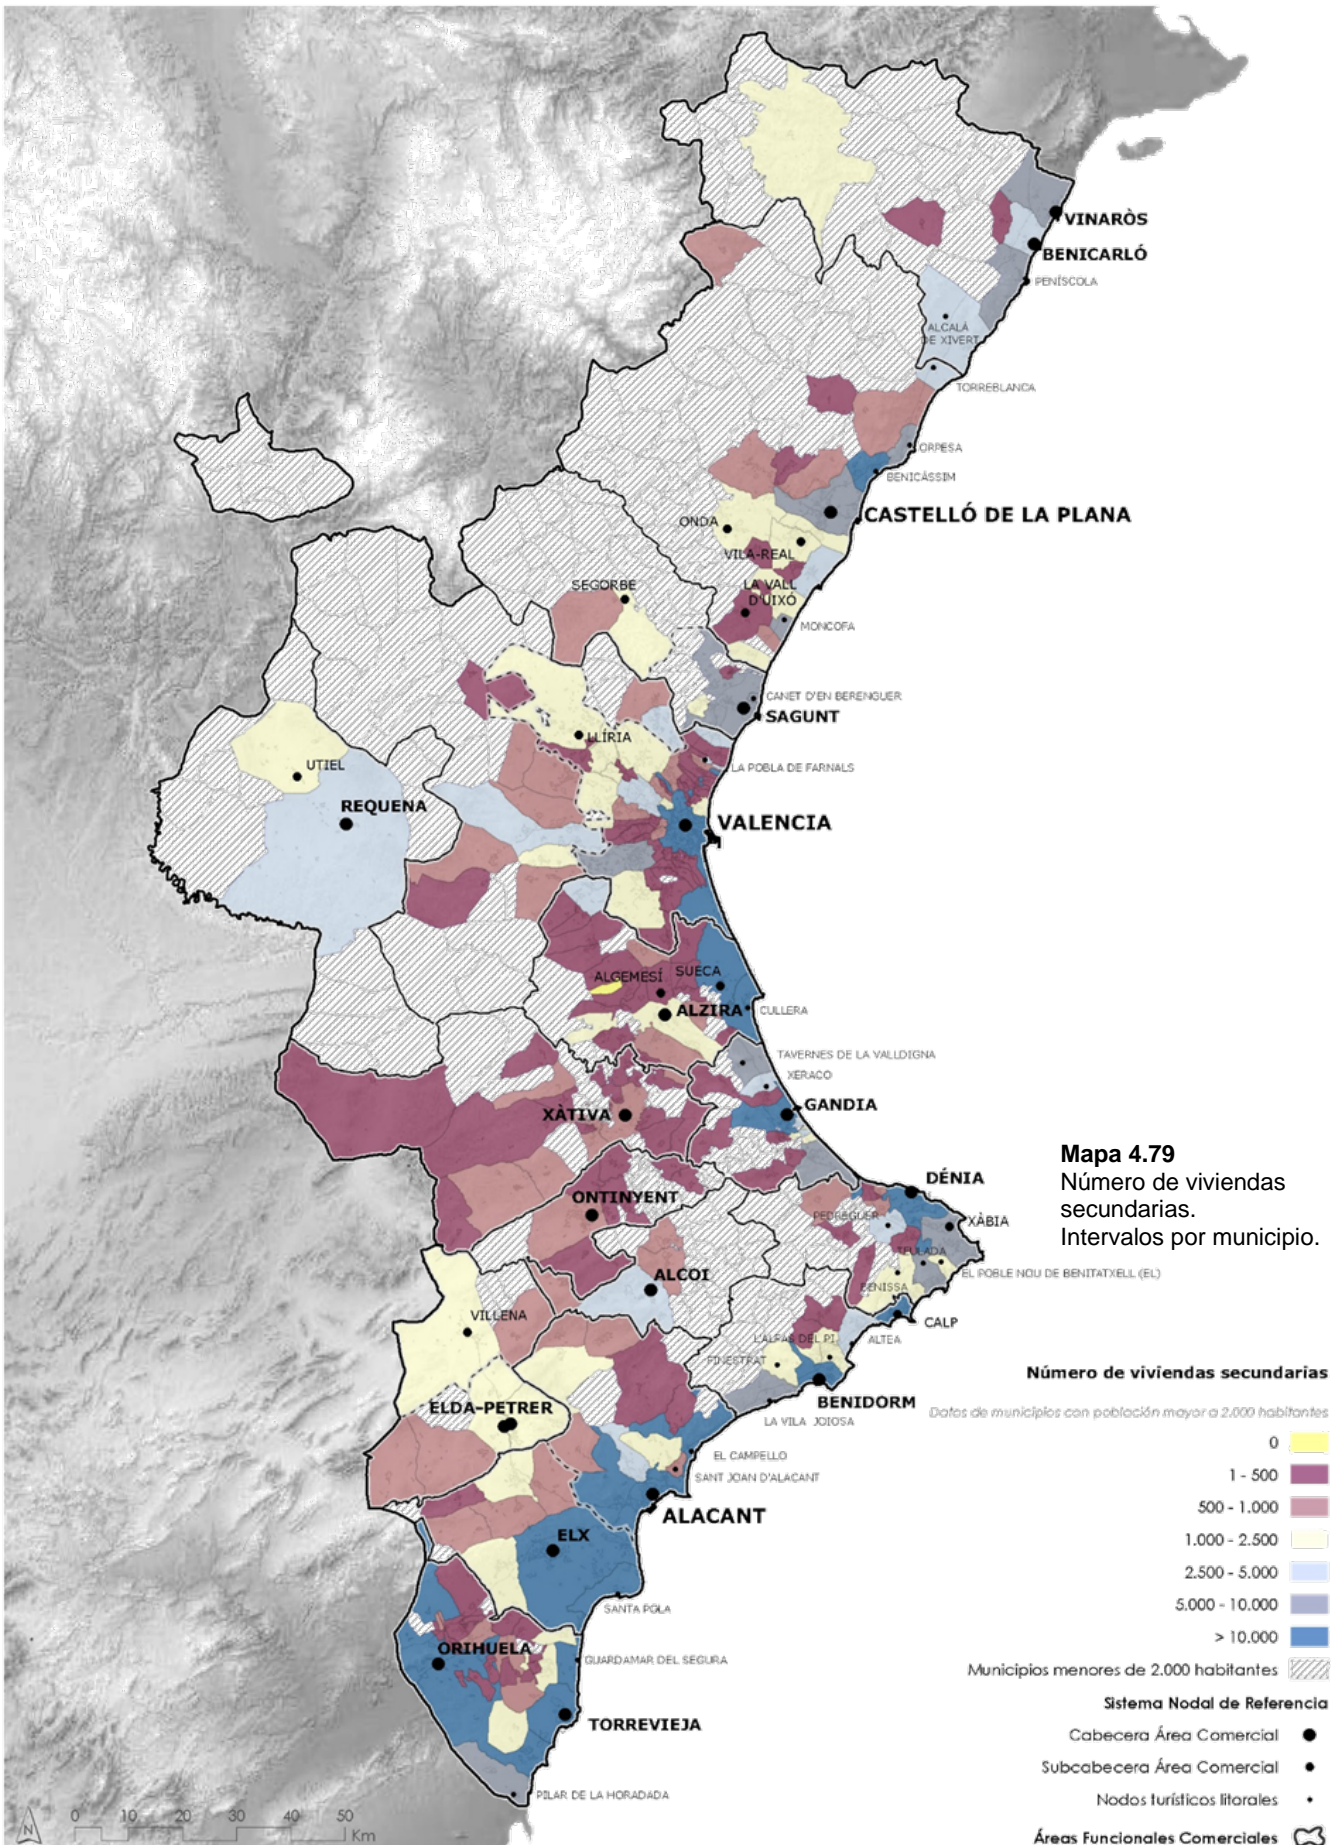 VINARÒS
BENICARLÓ
PENÍSCOLA
ALCALÀ
DE XIVERT
TORREBLANCA
ORPESA
BENICÀSSIM
CASTELLÓ DE LA PLANA
ONDA
VILA-REAL
SEGORBE
LA VALL
D'UIXÓ
MONCOFA
CANET D'EN BERENGUER
SAGUNT
LLÍRIA
UTIEL
LA POBLA DE FARNALS
REQUENA
VALENCIA
ALGEMESÍ
SUECA
ALZIRA
CULLERA
TAVERNES DE LA VALLDIGNA
XERACO
GANDIA
XÀTIVA
Mapa 4.79
Número de viviendas
secundarias.
Intervalos por municipio.
DÉNIA
ONTINYENT
PEDREGUER
XÀBIA
TEULADA
EL POBLE NOU DE BENITATXELL (EL)
ALCOI
BENISSA
VILLENA
CALP
L'ALFÀS DEL PI
ALTEA
FINESTRAT
BENIDORM
ELDA-PETRER
LA VILA JOIOSA
EL CAMPELLO
SANT JOAN D'ALACANT
ALACANT
ELX
SANTA POLA
ORIHUELA
GUARDAMAR DEL SEGURA
TORREVIEJA
PILAR DE LA HORADADA
Número de viviendas secundarias
Datos de municipios con población mayor a 2.000 habitantes
0
1 - 500
500 - 1.000
1.000 - 2.500
2.500 - 5.000
5.000 - 10.000
> 10.000
Municipios menores de 2.000 habitantes
Sistema Nodal de Referencia
Cabecera Área Comercial
Subcabecera Área Comercial
Nodos turísticos litorales
Áreas Funcionales Comerciales
N
0 10 20 30 40 50
Km